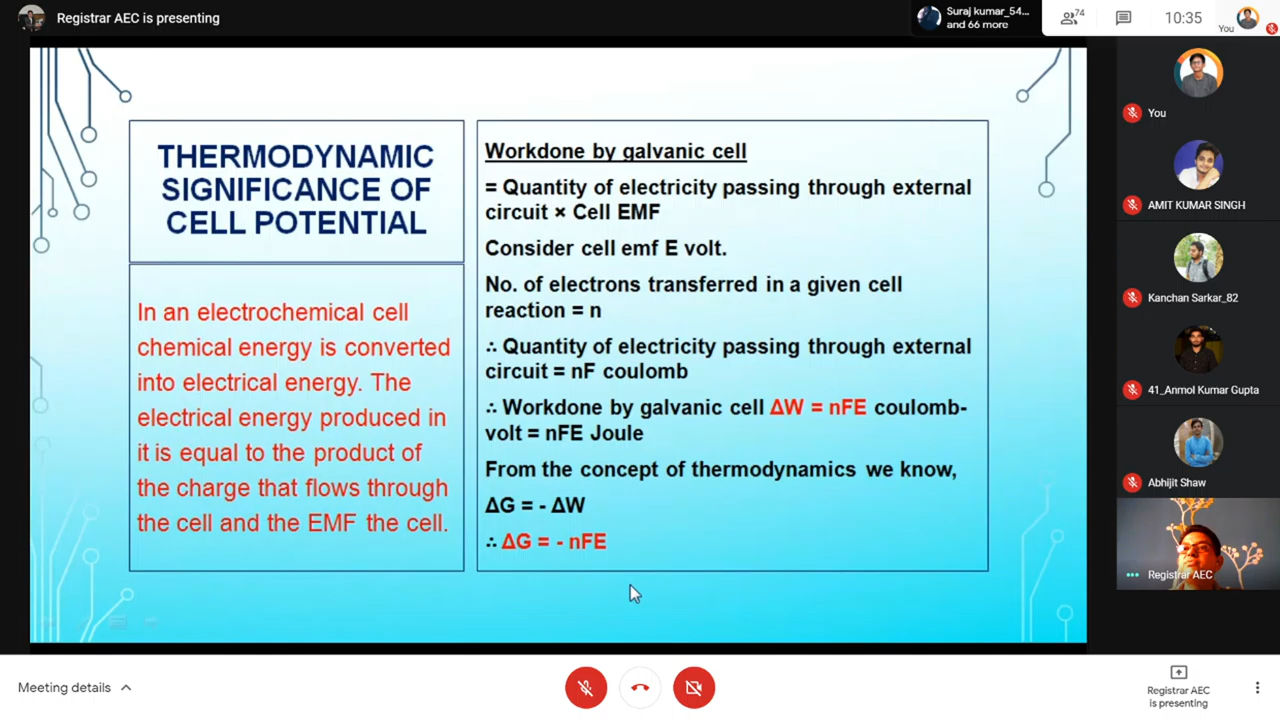 Registrar AEC is presenting
Suraj kumar_54...
and 66 more
74
10:35
You
THERMODYNAMIC
SIGNIFICANCE OF
CELL POTENTIAL
In an electrochemical cell
chemical energy is converted
into electrical energy. The
electrical energy produced in
it is equal to the product of
the charge that flows through
the cell and the EMF the cell.
Workdone by galvanic cell
= Quantity of electricity passing through external
circuit × Cell EMF
Consider cell emf E volt.
No. of electrons transferred in a given cell
reaction = n
∴ Quantity of electricity passing through external
circuit = nF coulomb
∴ Workdone by galvanic cell ΔW = nFE coulomb-
volt = nFE Joule
From the concept of thermodynamics we know,
ΔG = - ΔW
∴ ΔG = - nFE
You
AMIT KUMAR SINGH
Kanchan Sarkar_82
41_Anmol Kumar Gupta
Abhijit Shaw
Registrar AEC
Meeting details
Registrar AEC
is presenting